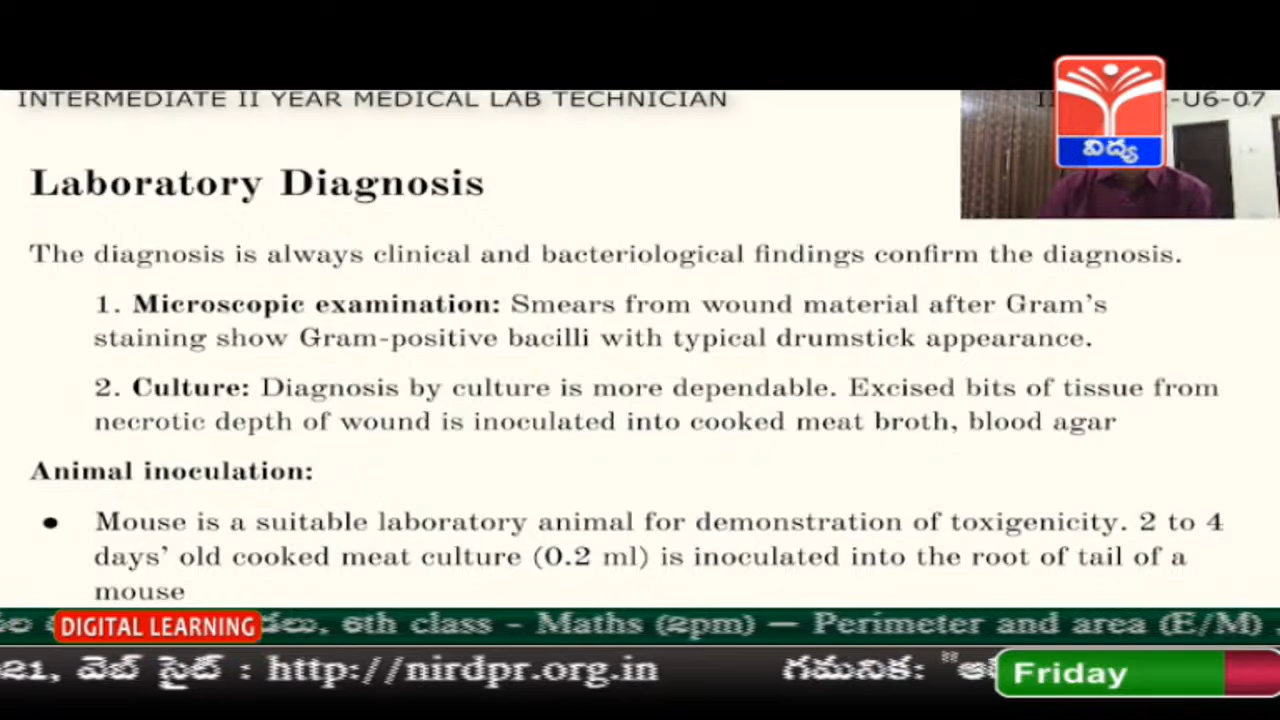 INTERMEDIATE II YEAR MEDICAL LAB TECHNICIAN
-U6-07
విద్య
Laboratory Diagnosis
The diagnosis is always clinical and bacteriological findings confirm the diagnosis.
1. Microscopic examination: Smears from wound material after Gram's
staining show Gram-positive bacilli with typical drumstick appearance.
2. Culture: Diagnosis by culture is more dependable. Excised bits of tissue from
necrotic depth of wound is inoculated into cooked meat broth, blood agar
Animal inoculation:
• Mouse is a suitable laboratory animal for demonstration of toxigenicity. 2 to 4
days' old cooked meat culture (0.2 ml) is inoculated into the root of tail of a
mouse
DIGITAL LEARNING 6th class - Maths (2pm) — Perimeter and area (E/M)
21, వెబ్ సైట్ : http://nirdpr.org.in గమనిక: Friday